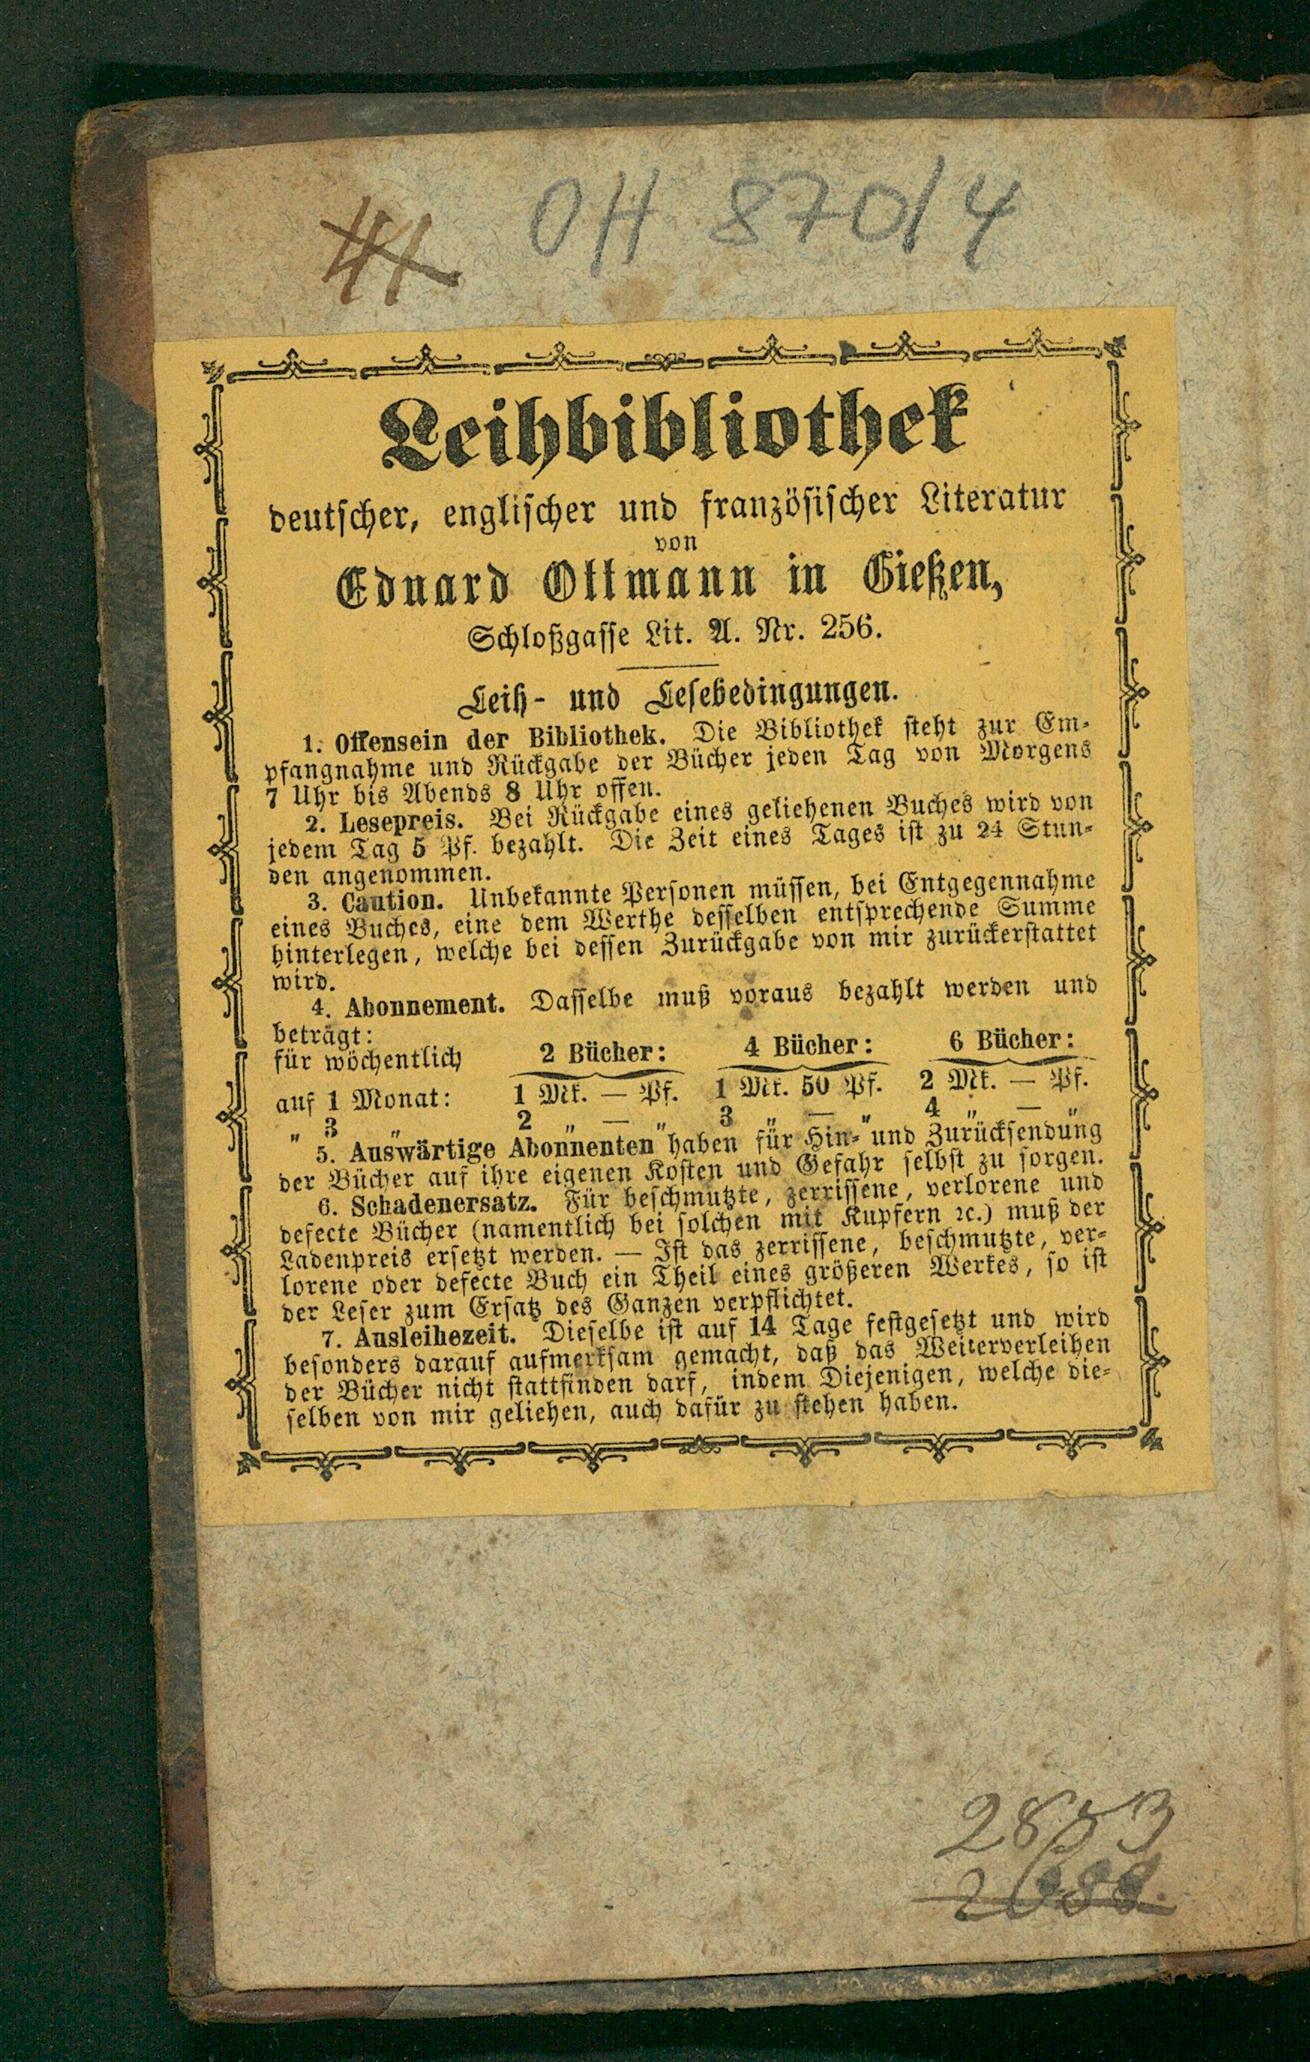 OH 870/4
Leihbibliothek
deutscher, englischer und französischer Literatur
von
Eduard Ottmann in Gießen,
Schloßgasse Lit. A. Nr. 256.
Leih- und Lesebedingungen.
1. Offensein der Bibliothek. Die Bibliothek steht zur Em-
pfangnahme und Rückgabe der Bücher jeden Tag von Morgens
7 Uhr bis Abends 8 Uhr offen.
2. Lesepreis. Bei Rückgabe eines geliehenen Buches wird von
jedem Tag 5 Pf. bezahlt. Die Zeit eines Tages ist zu 24 Stun-
den angenommen.
3. Caution. Unbekannte Personen müssen, bei Entgegennahme
eines Buches, eine dem Werthe desselben entsprechende Summe
hinterlegen, welche bei dessen Zurückgabe von mir zurückerstattet
wird.
4. Abonnement. Dasselbe muß voraus bezahlt werden und
beträgt:
für wöchentlich 2 Bücher: 4 Bücher: 6 Bücher:
auf 1 Monat: 1 Mk. — Pf. 1 Mk. 50 Pf. 2 Mk. — Pf.
" 3 " 2 " — " 3 " — " 4 " — "
5. Auswärtige Abonnenten haben für Hin- und Zurücksendung
der Bücher auf ihre eigenen Kosten und Gefahr selbst zu sorgen.
6. Schadenersatz. Für beschmutzte, zerrissene, verlorene und
defecte Bücher (namentlich bei solchen mit Kupfern ꝛc.) muß der
Ladenpreis ersetzt werden. — Ist das zerrissene, beschmutzte, ver-
lorene oder defecte Buch ein Theil eines größeren Werkes, so ist
der Leser zum Ersatz des Ganzen verpflichtet.
7. Ausleihezeit. Dieselbe ist auf 14 Tage festgesetzt und wird
besonders darauf aufmerksam gemacht, daß das Weiterverleihen
der Bücher nicht stattfinden darf, indem Diejenigen, welche die-
selben von mir geliehen, auch dafür zu stehen haben.